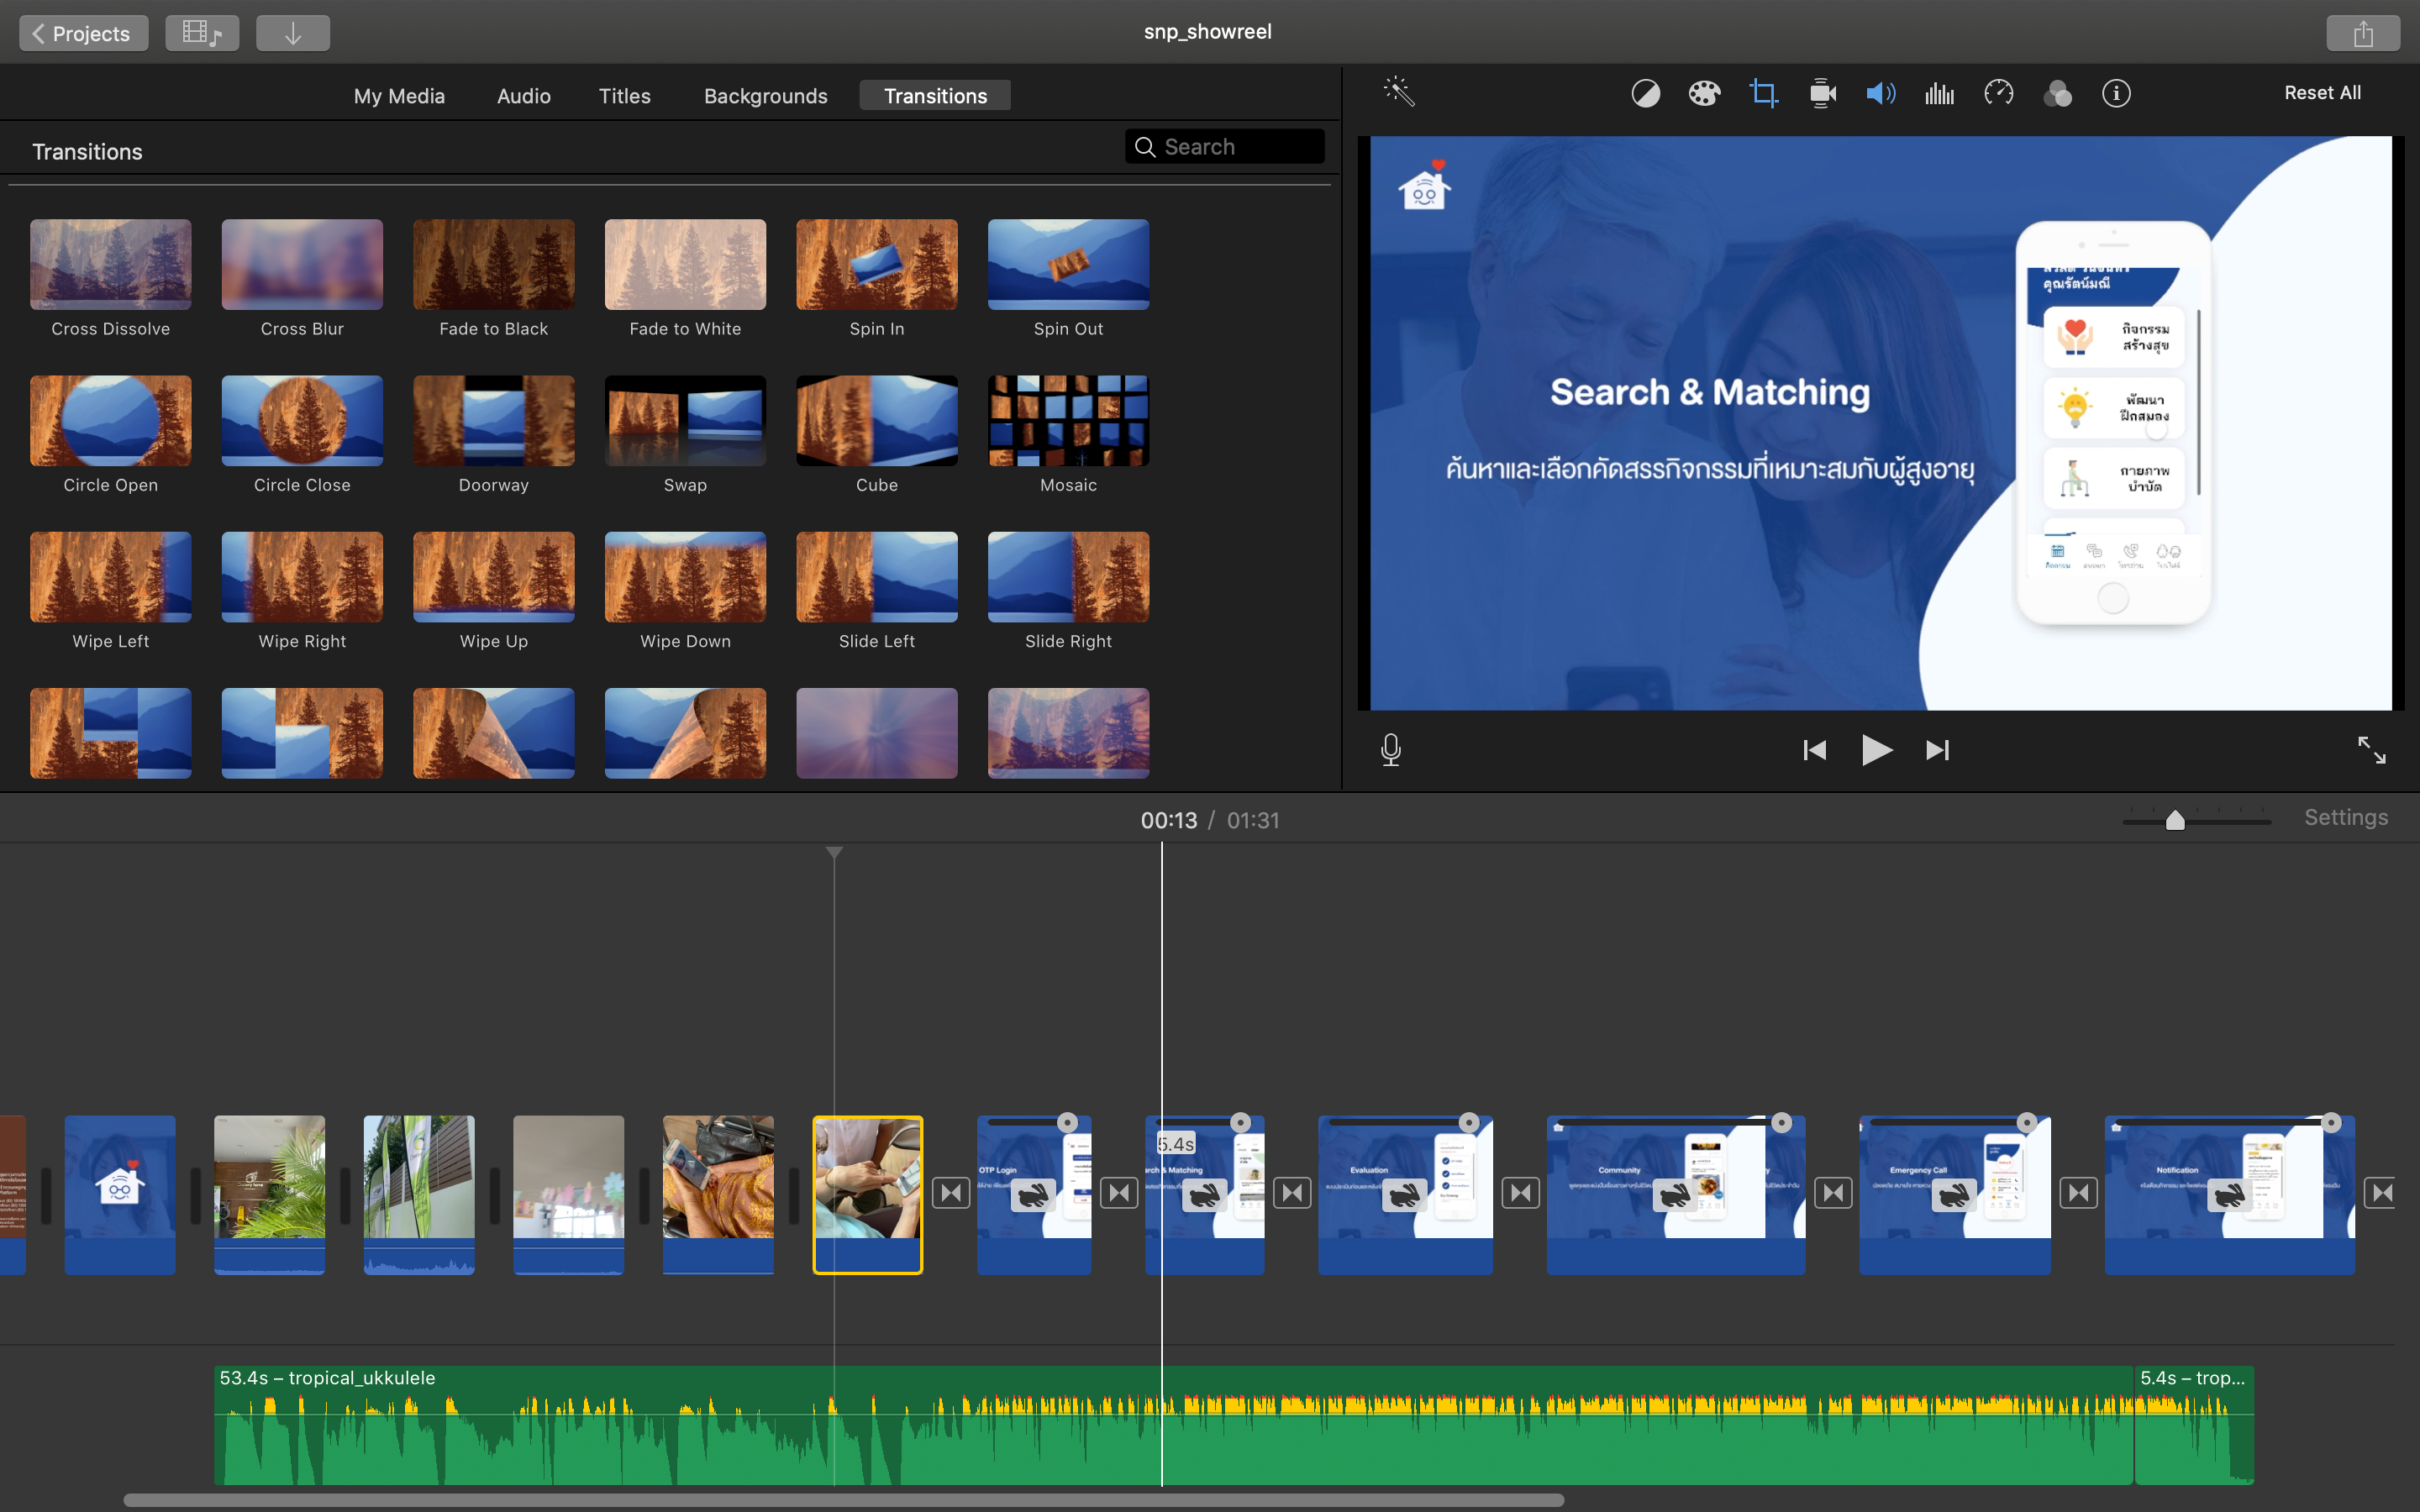 Projects
snp_showreel
My Media
Audio
Titles
Backgrounds
Transitions
Reset All
Transitions
Search
Cross Dissolve
Cross Blur
Fade to Black
Fade to White
Spin In
Spin Out
Circle Open
Circle Close
Doorway
Swap
Cube
Mosaic
Wipe Left
Wipe Right
Wipe Up
Wipe Down
Slide Left
Slide Right
Search & Matching
ค้นหาและเลือกคัดสรรกิจกรรมที่เหมาะสมกับผู้สูงอายุ
คุณรัตน์มณี
กิจกรรม
สร้างสุข
พัฒนา
ฝึกสมอง
กายภาพ
บำบัด
00:13 / 01:31
Settings
OTP Login
5.4s
rch & Matching
Evaluation
Community
Emergency Call
Notification
53.4s – tropical_ukkulele
5.4s – trop...